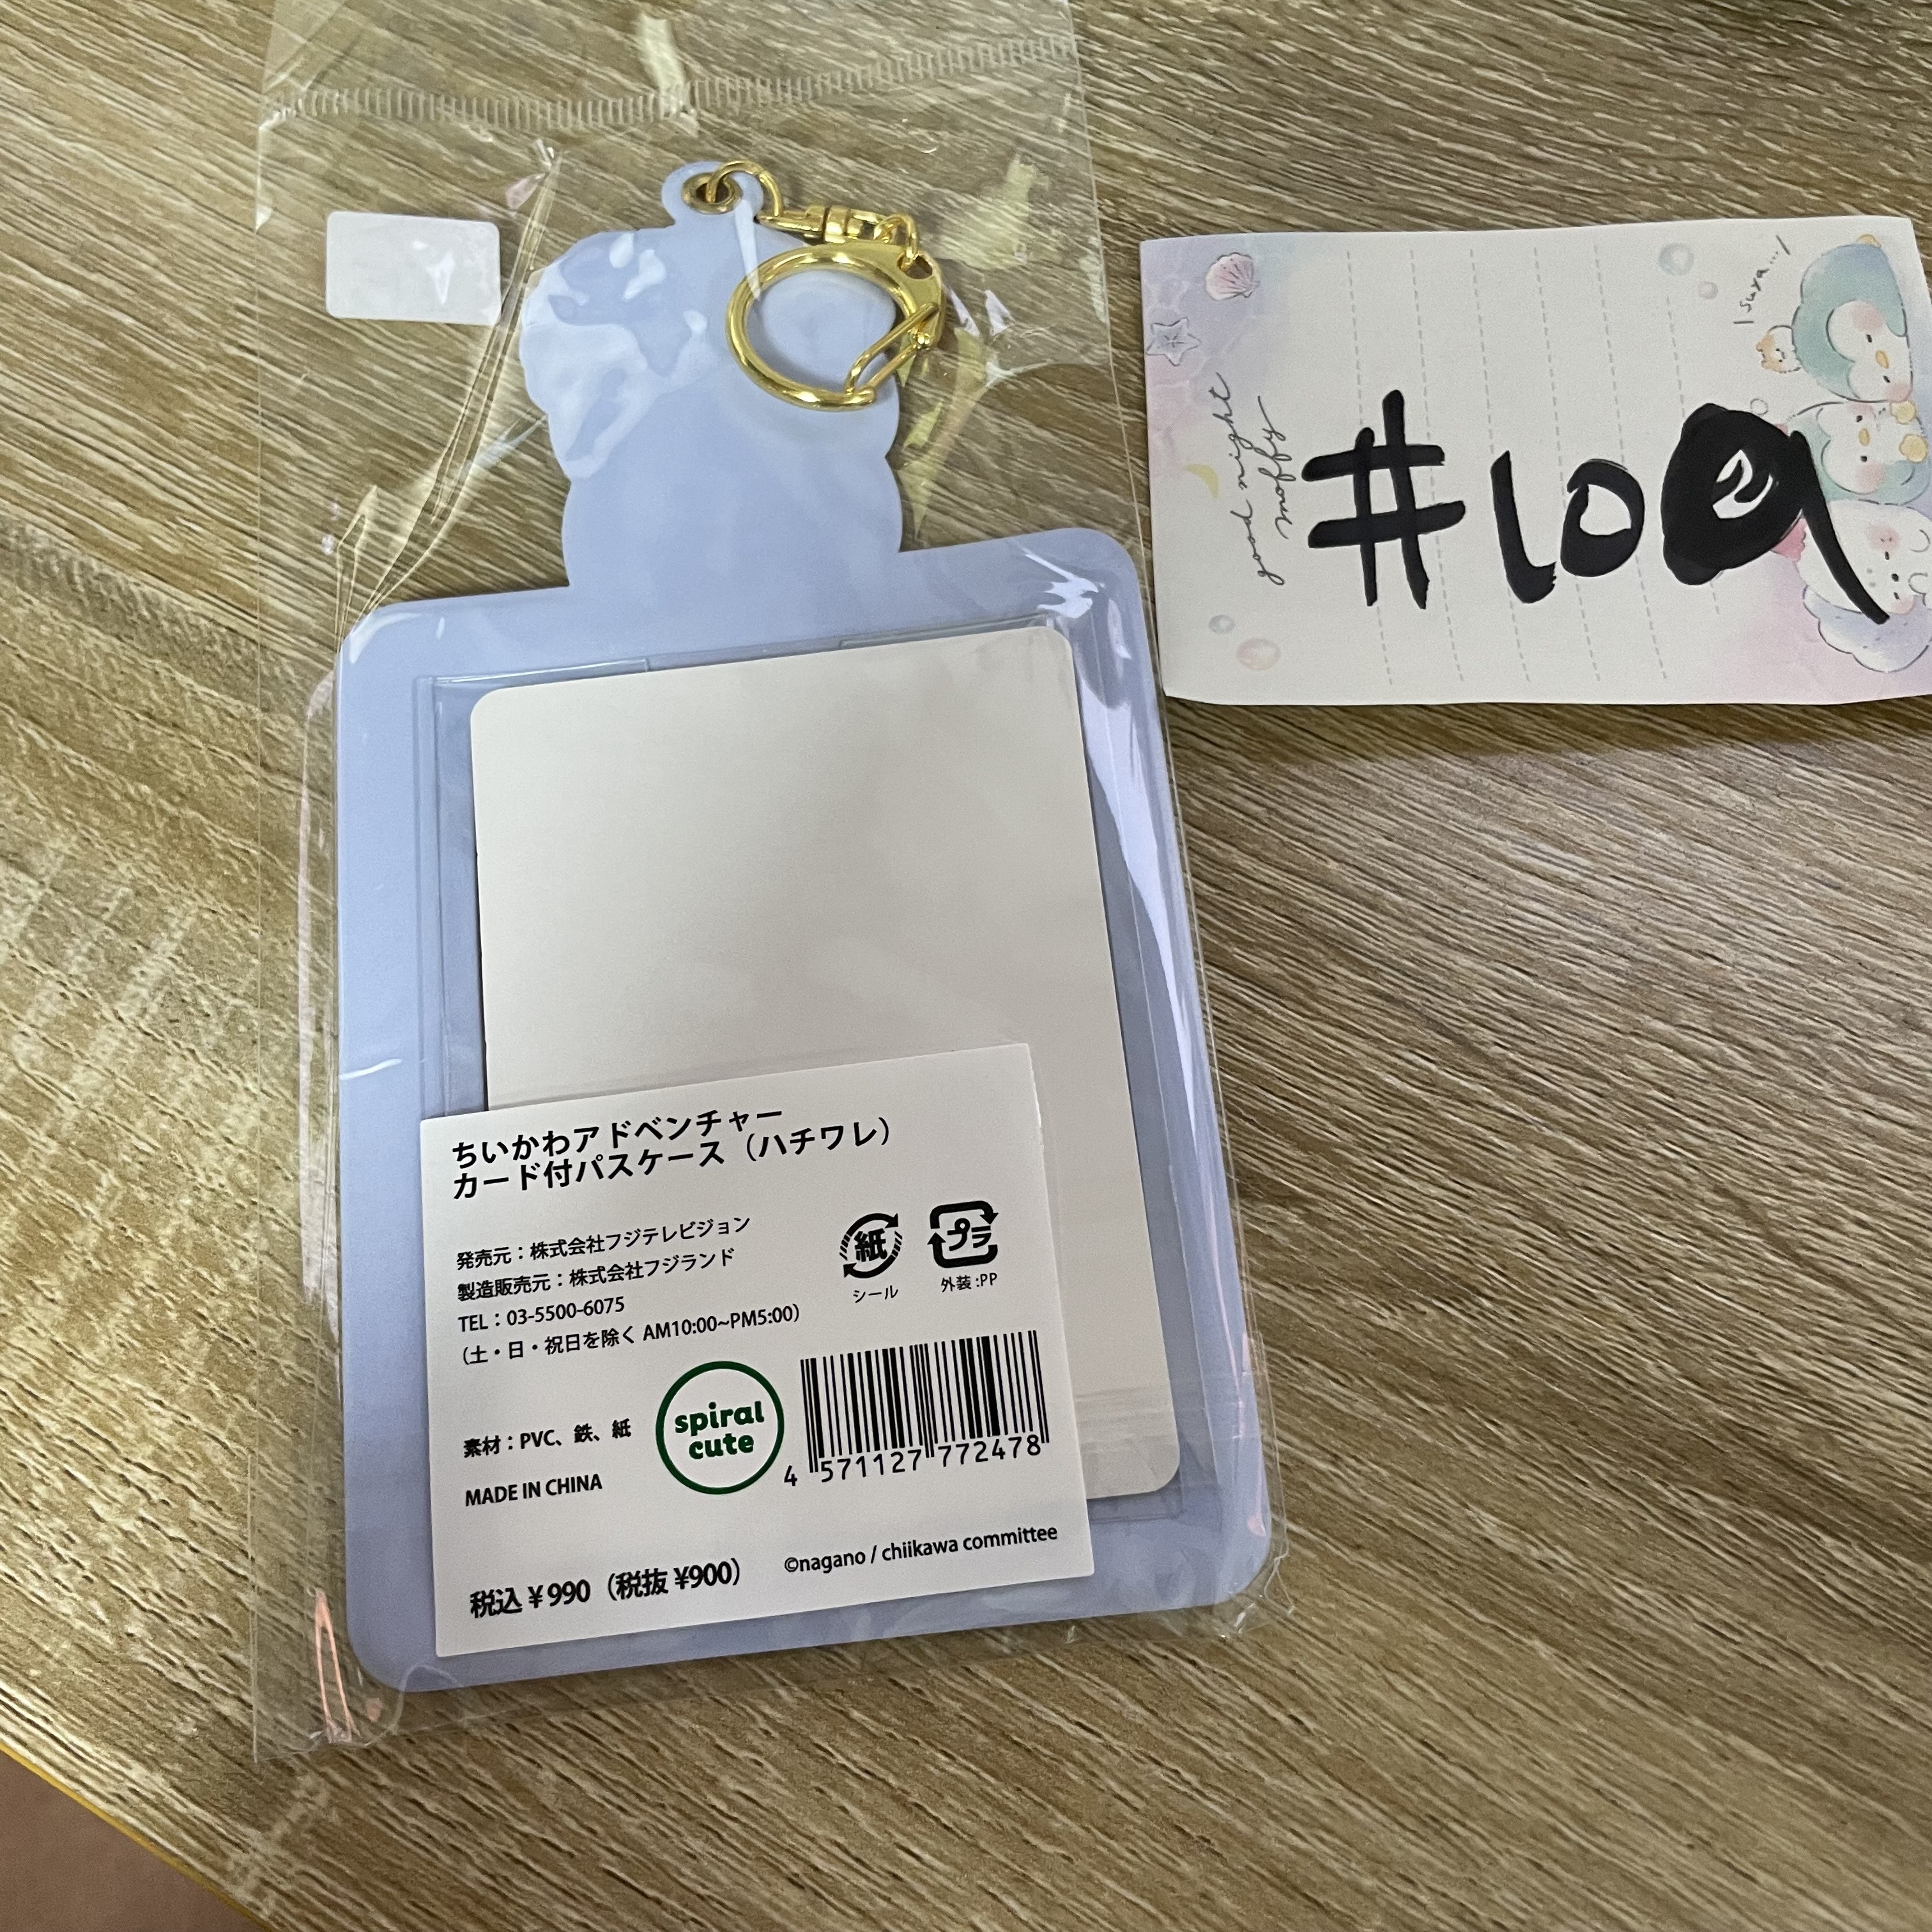 ちいかわアドベンチャー
カード付パスケース（ハチワレ）
発売元：株式会社フジテレビジョン
製造販売元：株式会社フジランド
TEL：03-5500-6075
（土・日・祝日を除く AM10:00~PM5:00）
紙
シール
プラ
外装:PP
素材：PVC、鉄、紙
MADE IN CHINA
spiral
cute
4 571127 772478
税込￥990（税抜 ¥900）
©nagano / chiikawa committee
good night
moffy
suya...
#109